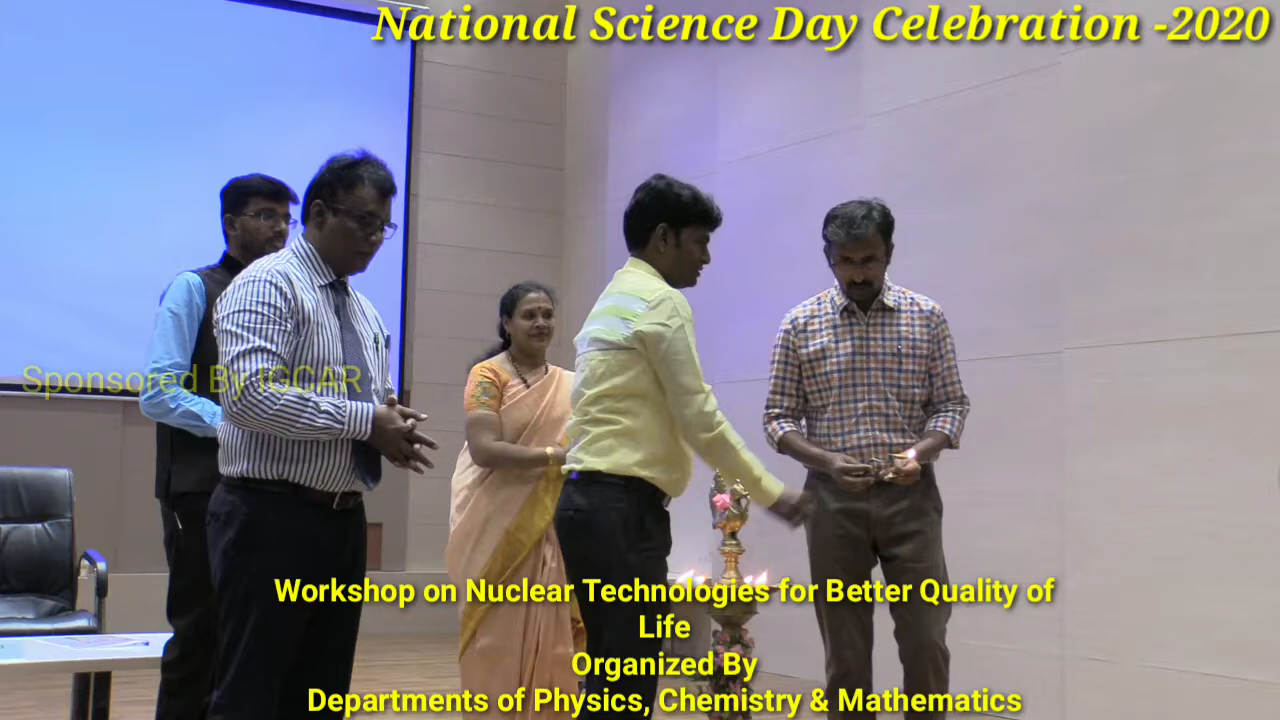 National Science Day Celebration -2020
Sponsored By IGCAR
Workshop on Nuclear Technologies for Better Quality of
Life
Organized By
Departments of Physics, Chemistry & Mathematics